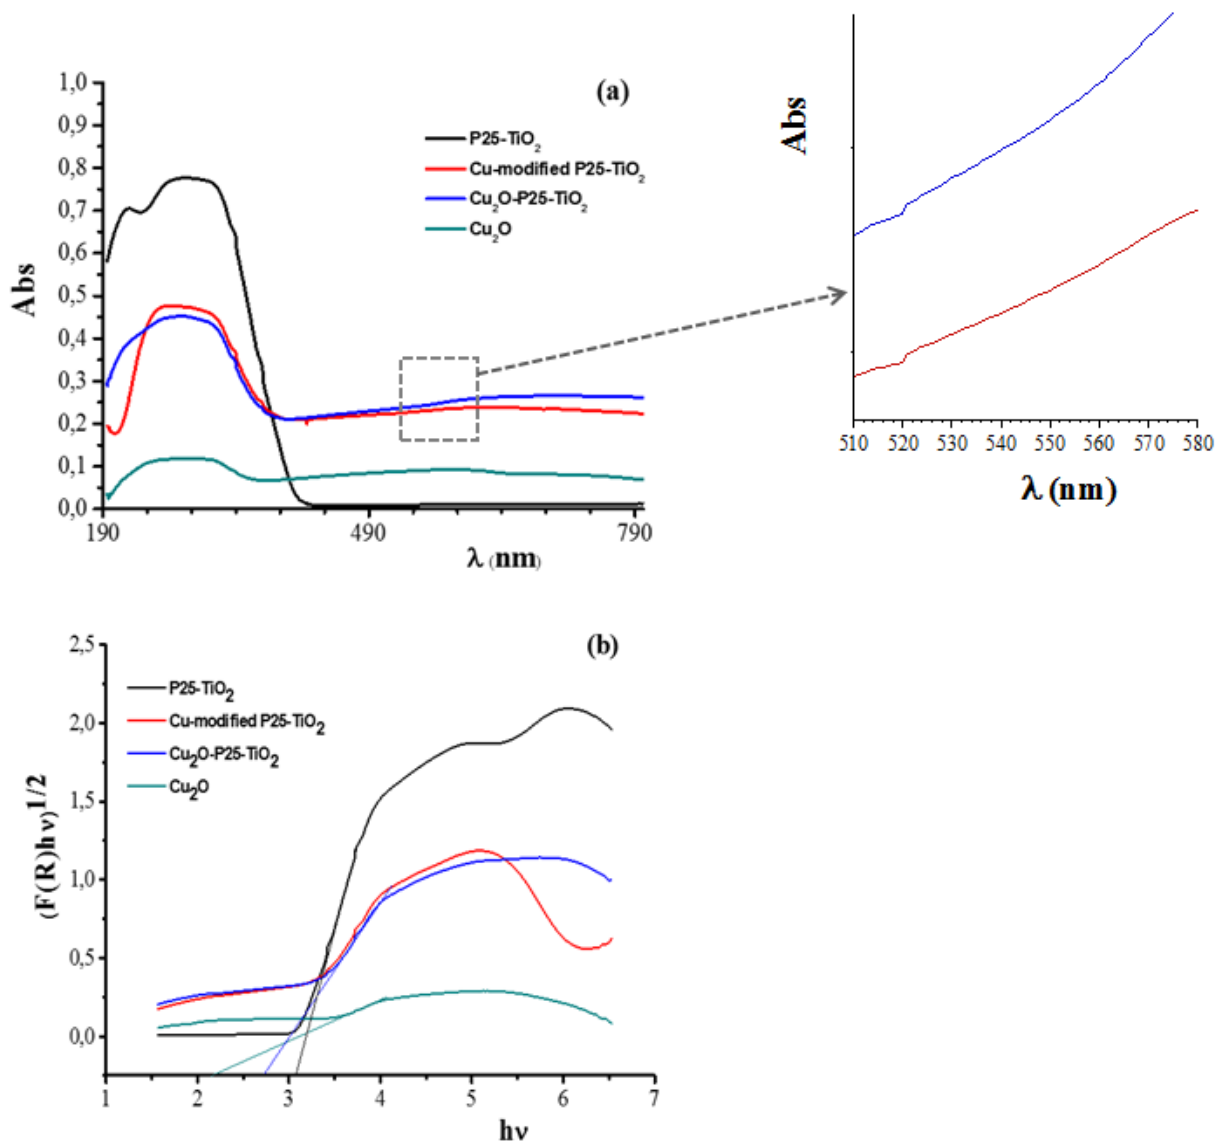 (a)
1,0
0,9
0,8
0,7
0,6
0,5
0,4
0,3
0,2
0,1
0,0
Abs
P25-TiO2
Cu-modified P25-TiO2
Cu2O-P25-TiO2
Cu2O
190 490 790
λ (nm)
Abs
510 520 530 540 550 560 570 580
λ (nm)
(b)
2,5
2,0
1,5
1,0
0,5
0,0
(F(R)hν)1/2
P25-TiO2
Cu-modified P25-TiO2
Cu2O-P25-TiO2
Cu2O
1 2 3 4 5 6 7
hν